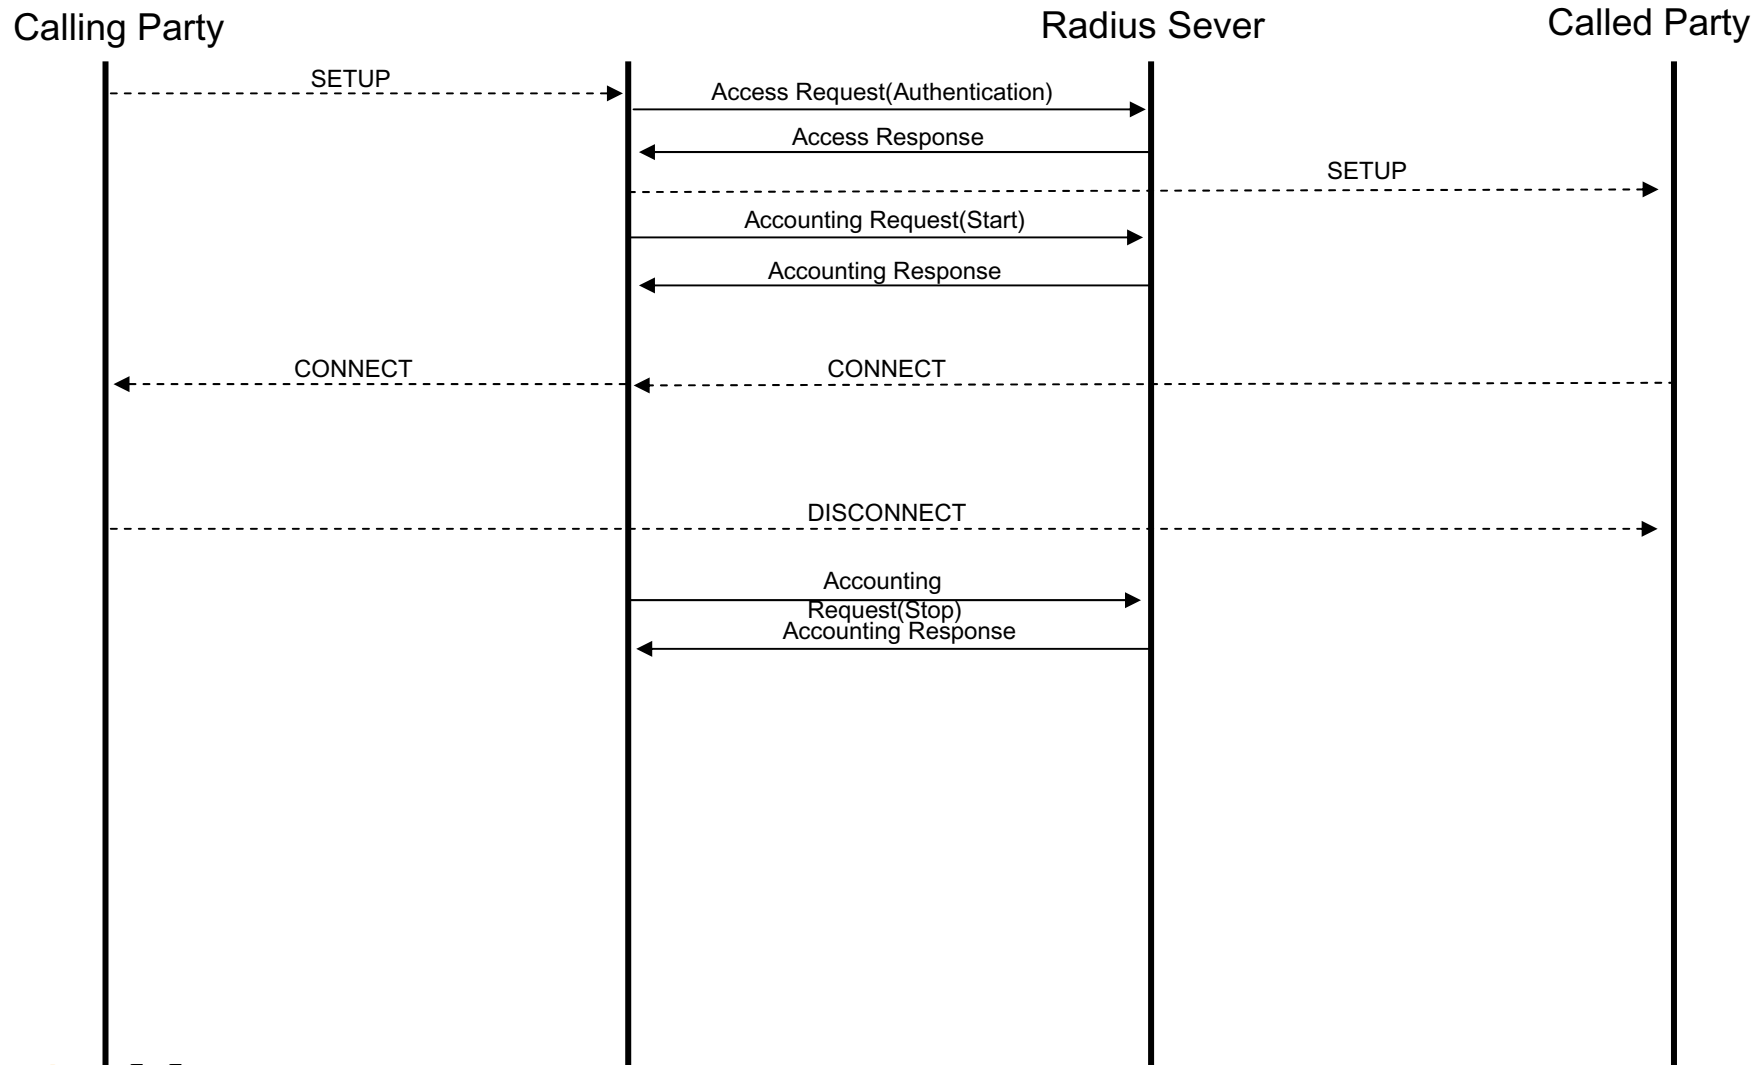 Calling Party
Radius Sever
Called Party
SETUP
Access Request(Authentication)
Access Response
SETUP
Accounting Request(Start)
Accounting Response
CONNECT
CONNECT
DISCONNECT
Accounting
Request(Stop)
Accounting Response